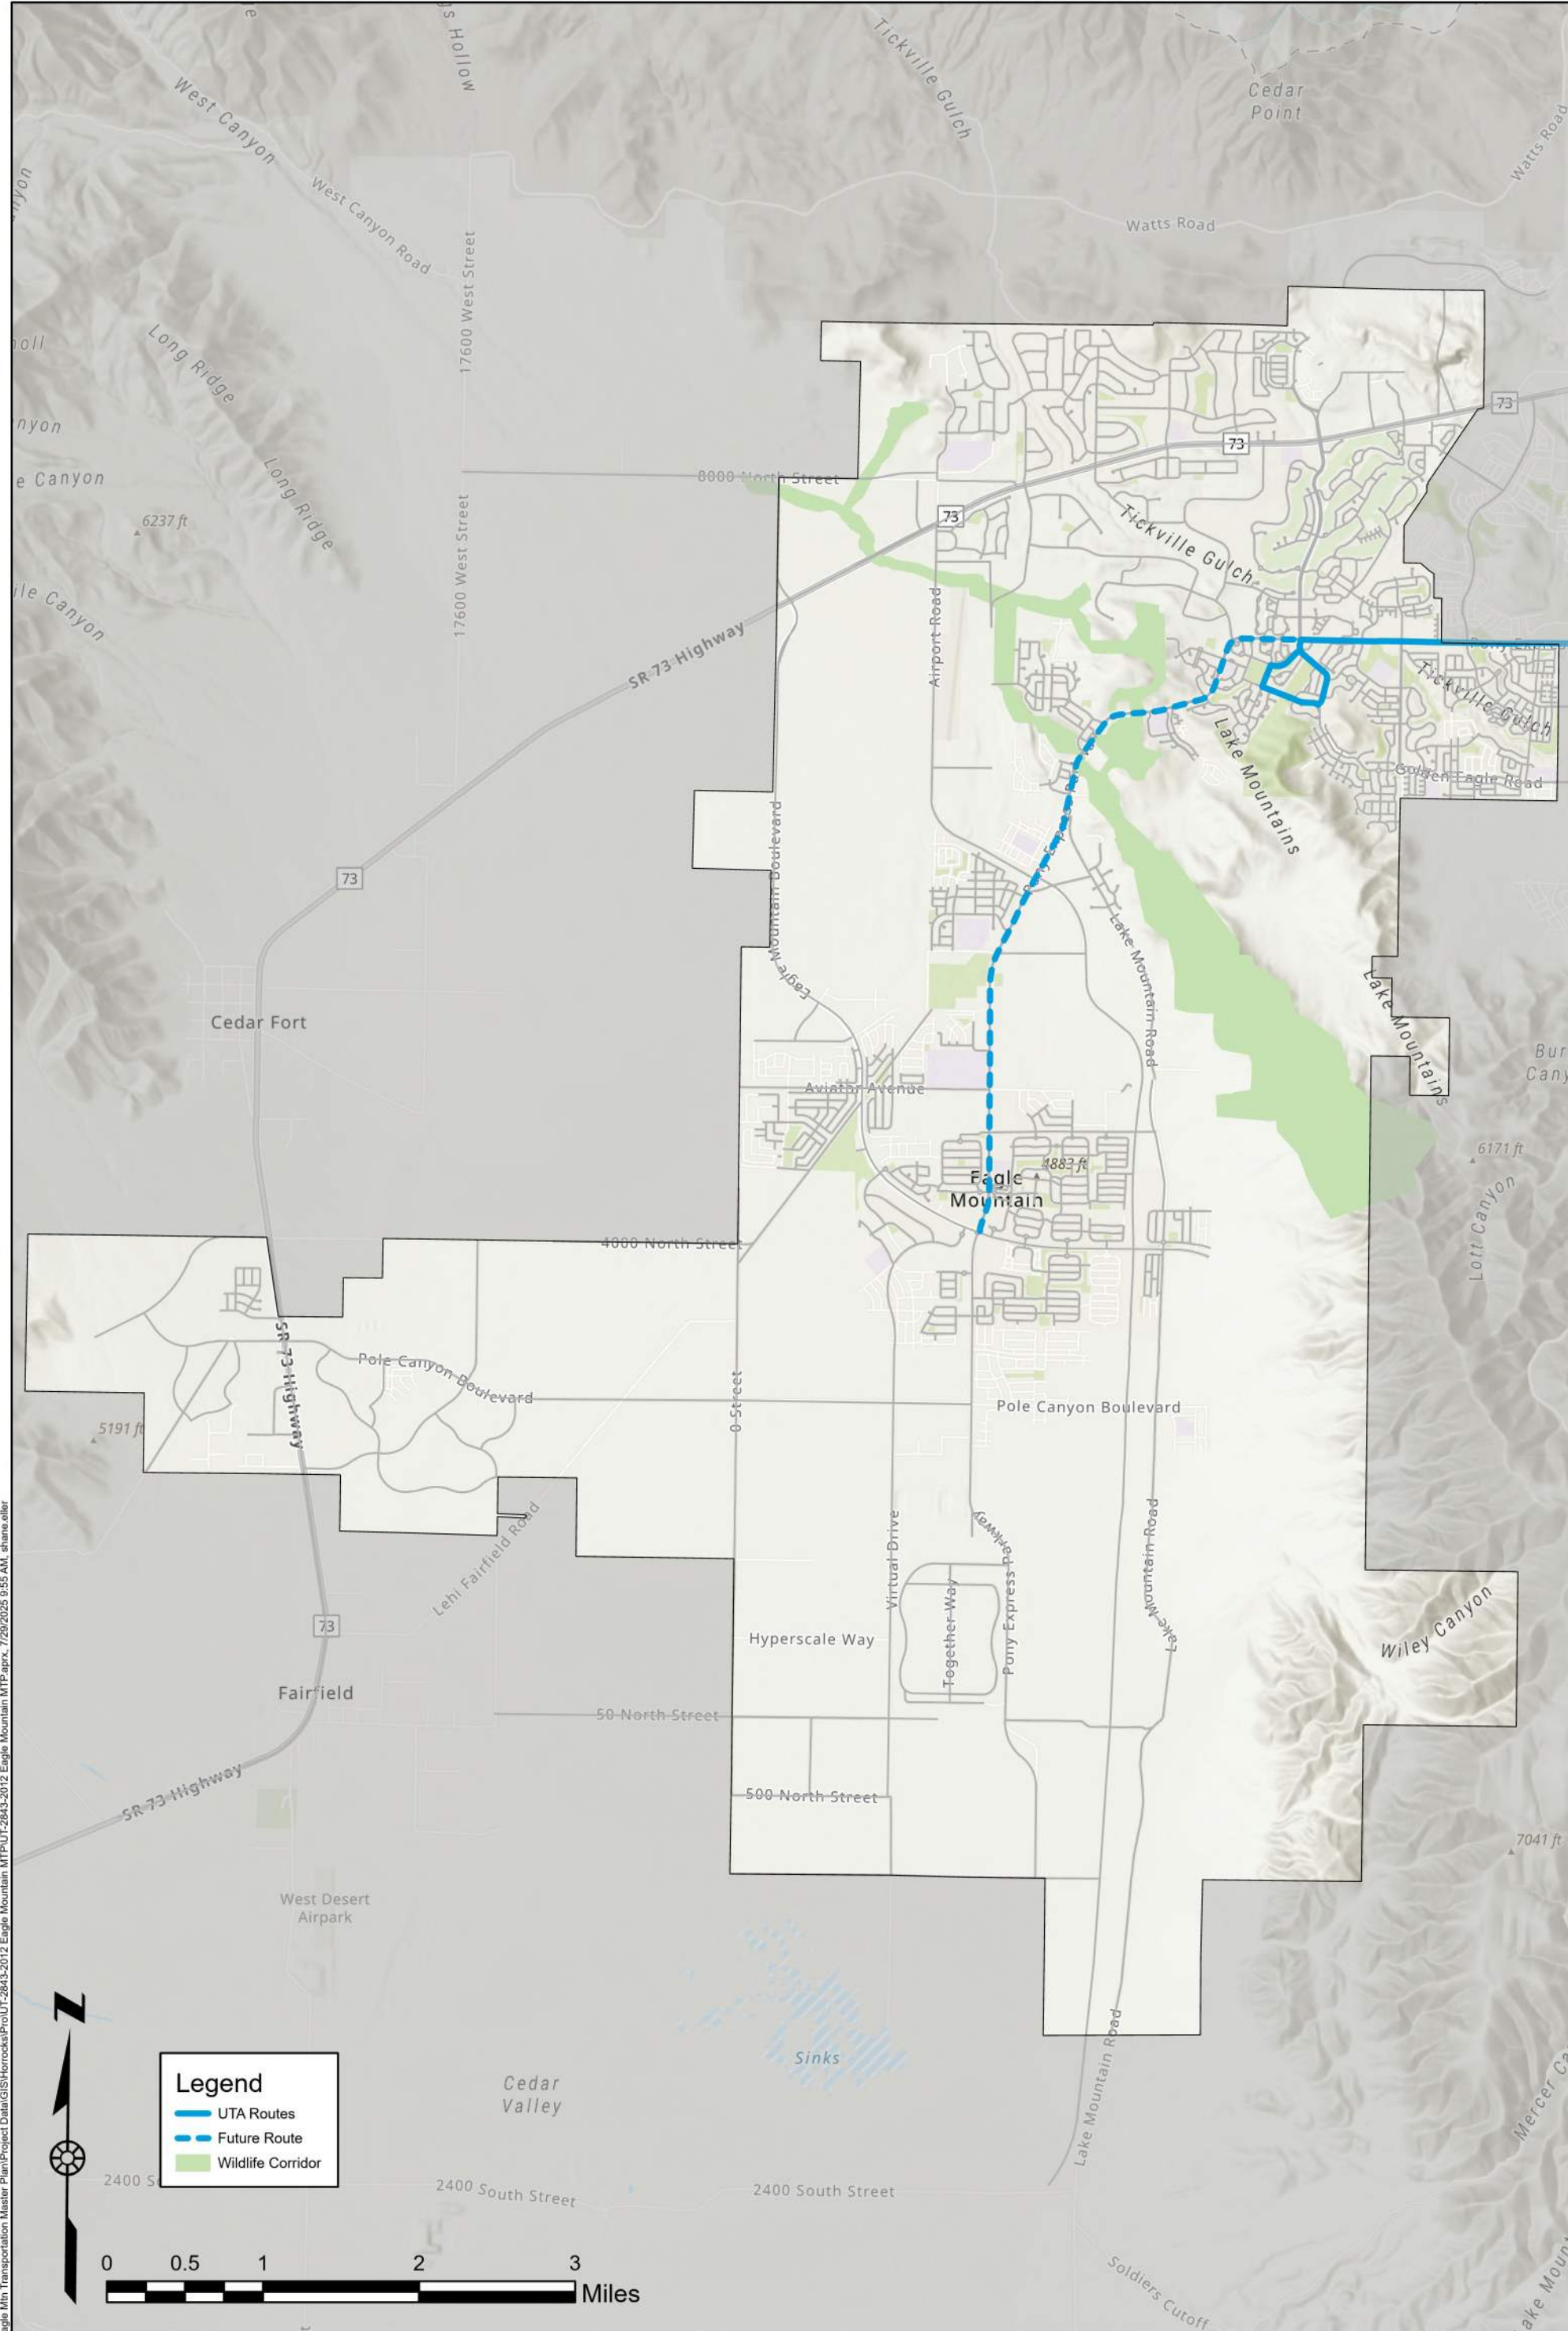 Tickville Gulch
Cedar
Point
West Canyon
Watts Road
West Canyon Road
Watts Road
17600 West Street
Long Ridge
73
73
Long Ridge
8000 North Street
e Canyon
6237 ft
17600 West Street
73
Tickville Gulch
ile Canyon
Airport Road
SR 73 Highway
Tickville Gulch
Lake Mountains
Golden Eagle Road
Eagle Mountain Boulevard
73
Lake Mountain Road
Lake Mountains
Cedar Fort
Aviator Avenue
6171 ft
4883 ft
Eagle
Mountain
Lott Canyon
4000 North Street
SR 73 Highway
Pole Canyon Boulevard
0 Street
Pole Canyon Boulevard
5191 ft
Lehi Fairfield Road
Virtual Drive
Pony Express Parkway
Lake Mountain Road
Together Way
73
Hyperscale Way
Wiley Canyon
Fairfield
50 North Street
SR 73 Highway
500 North Street
7041 ft
West Desert
Airpark
Sinks
Lake Mountain Road
Cedar
Valley
N
Legend
UTA Routes
Future Route
Wildlife Corridor
2400 S
2400 South Street
2400 South Street
0 0.5 1 2 3
Miles
Soldiers Cutoff